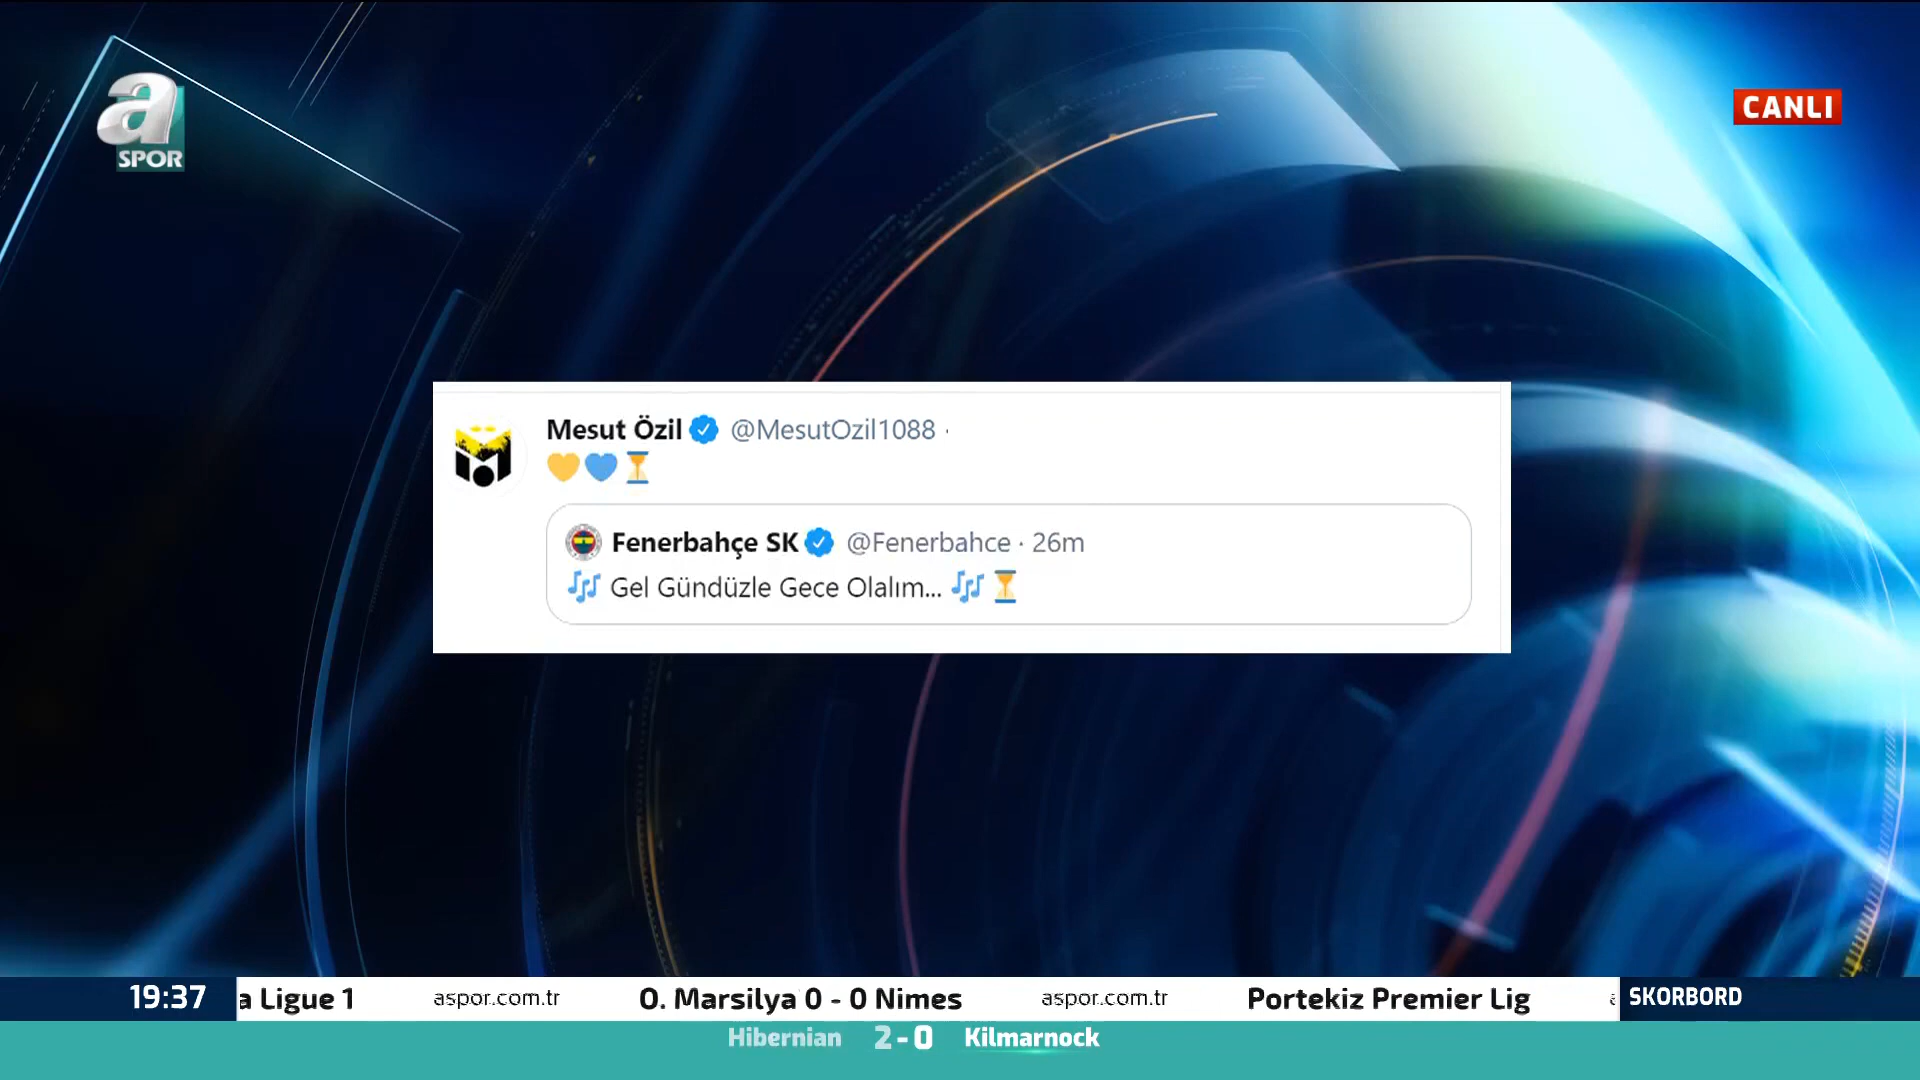 a
SPOR
CANLI
Mesut Özil @MesutOzil1088 ·
💛💙⏳
Fenerbahçe SK @Fenerbahce · 26m
🎶 Gel Gündüzle Gece Olalım... 🎶⏳
19:37 a Ligue 1 aspor.com.tr O. Marsilya 0 - 0 Nimes aspor.com.tr Portekiz Premier Lig SKORBORD
Hibernian 2-0 Kilmarnock